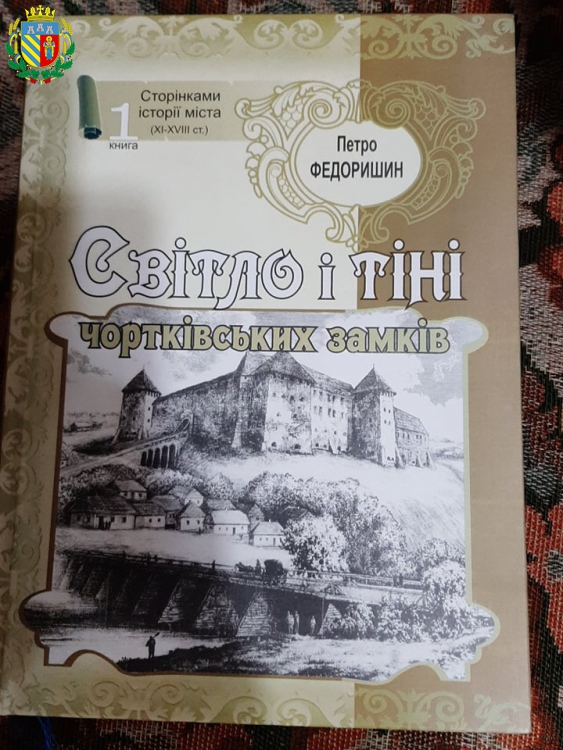 Сторінками
історії міста
(XI-XVIII ст.)
1
книга
Петро
ФЕДОРИШИН
Світло і тіні
чортківських замків